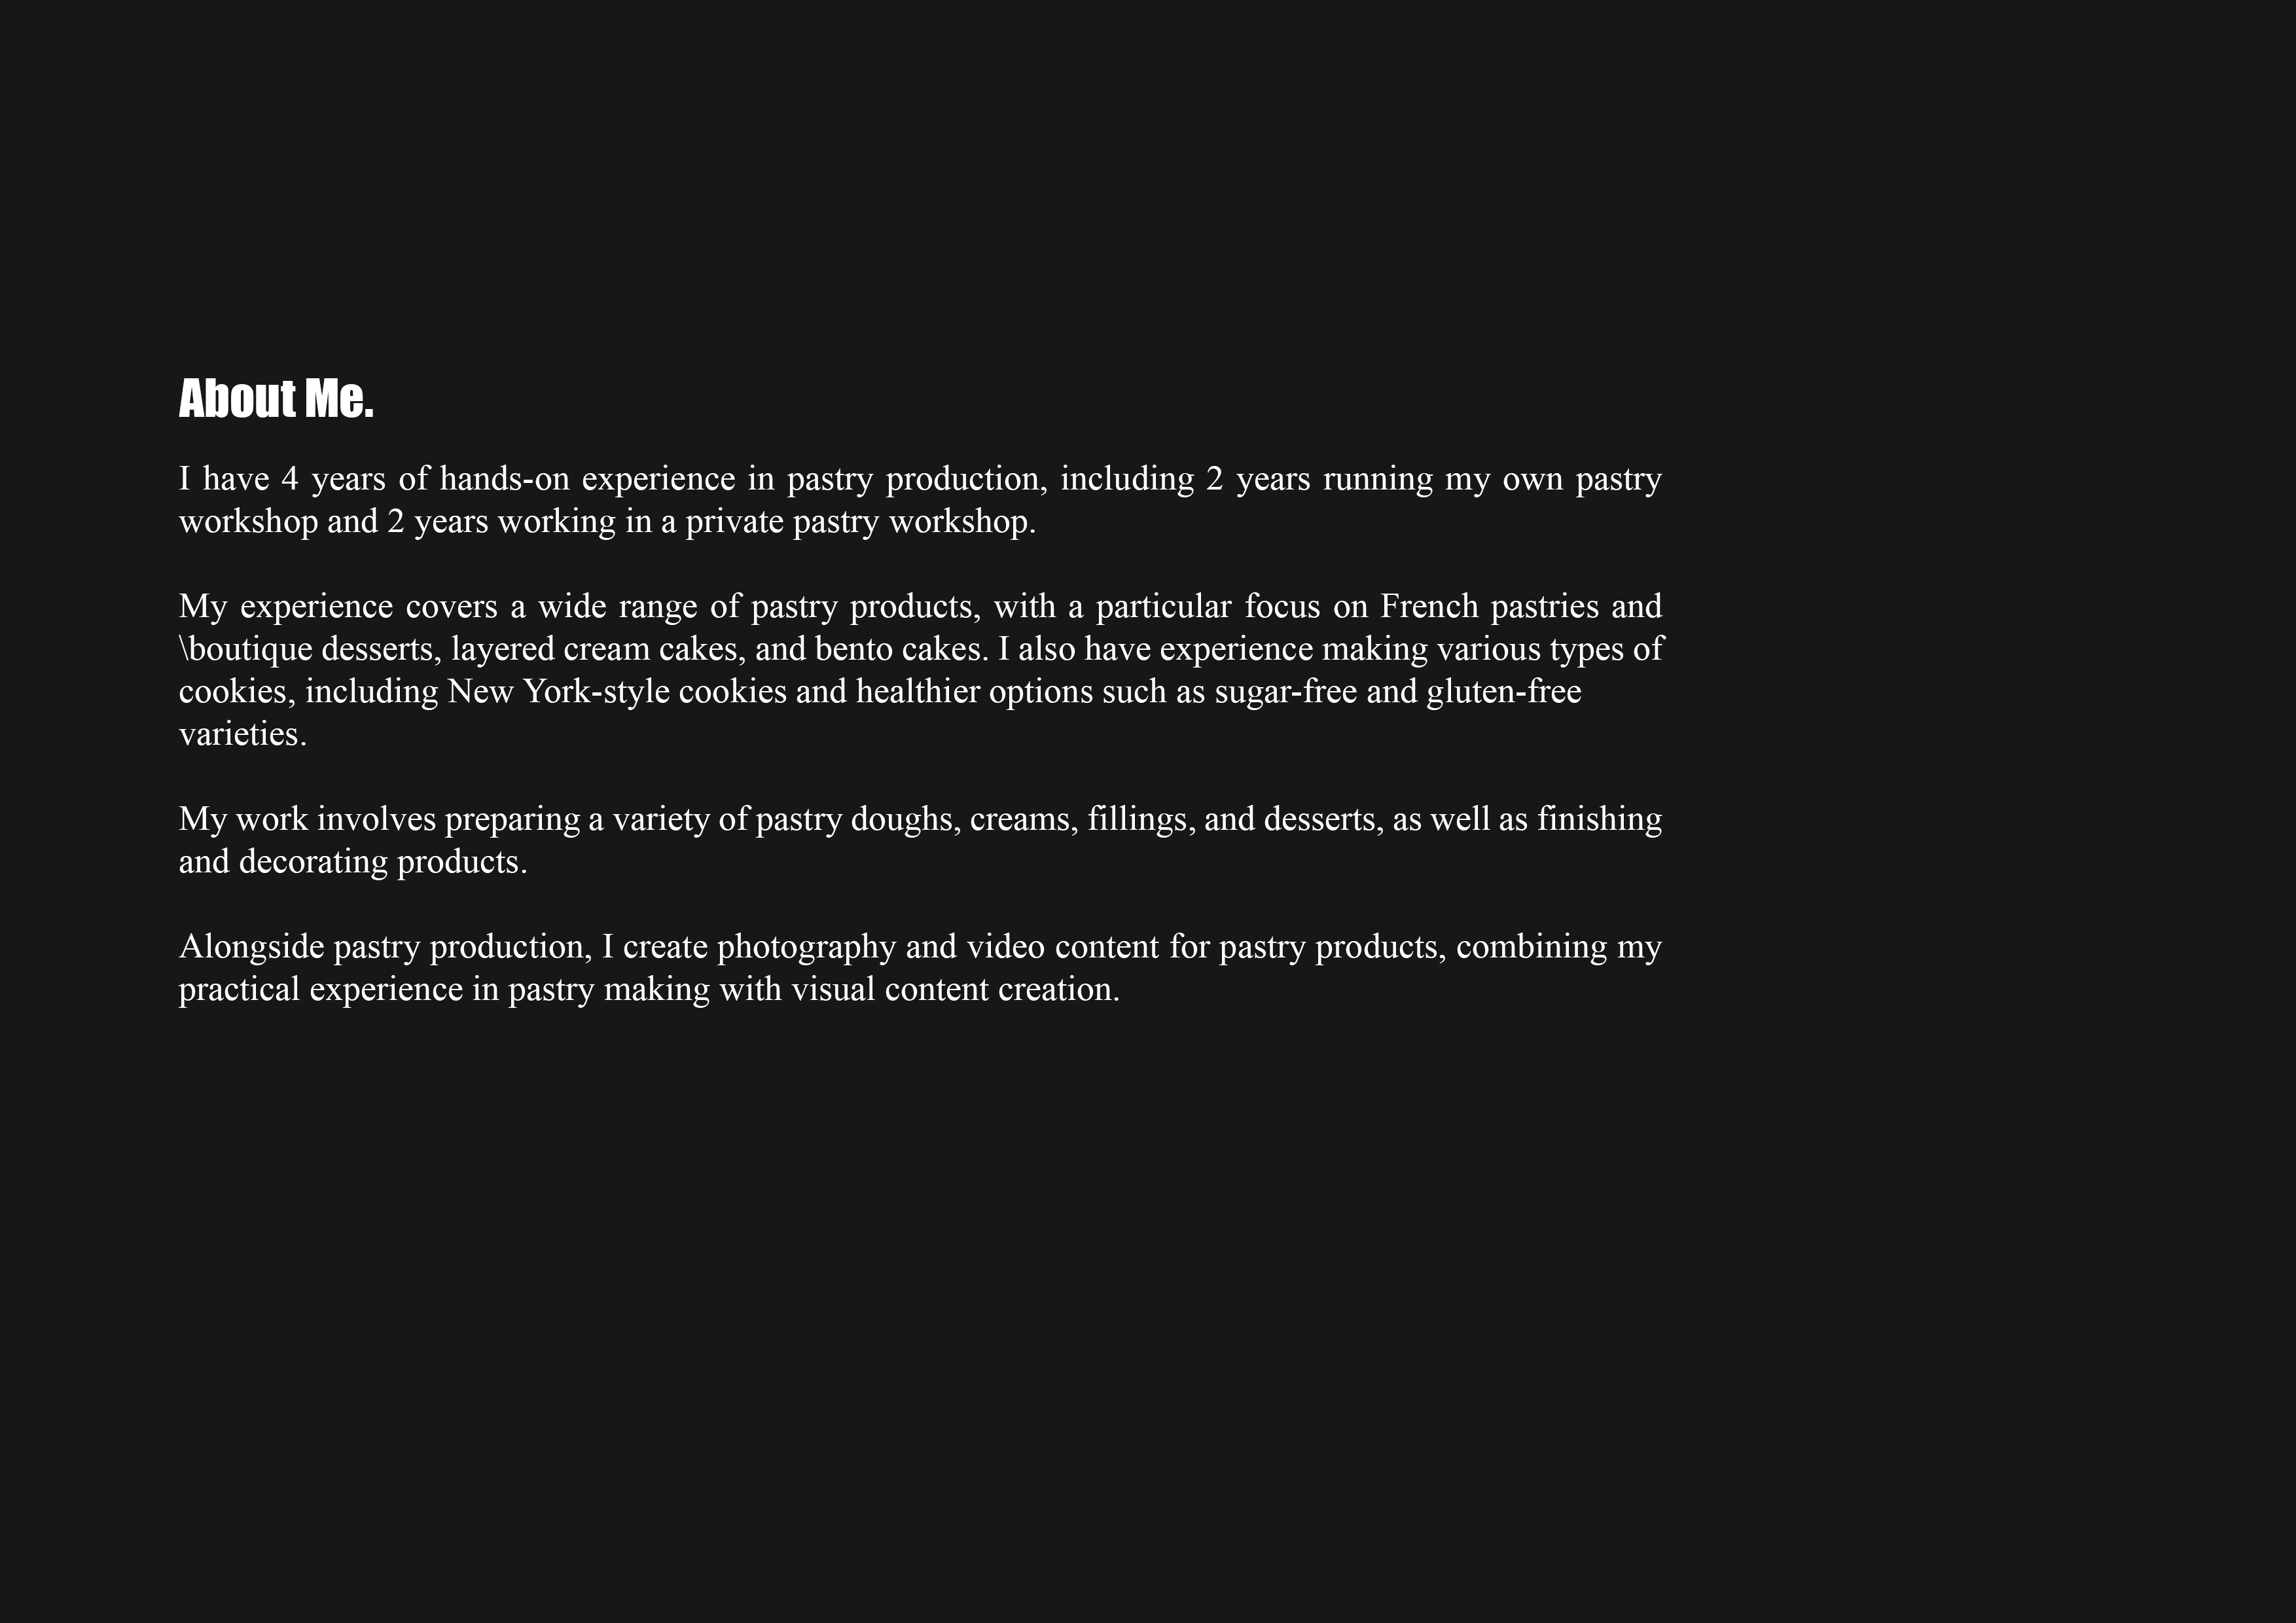 About Me.
I have 4 years of hands-on experience in pastry production, including 2 years running my own pastry
workshop and 2 years working in a private pastry workshop.
My experience covers a wide range of pastry products, with a particular focus on French pastries and
\boutique desserts, layered cream cakes, and bento cakes. I also have experience making various types of
cookies, including New York-style cookies and healthier options such as sugar-free and gluten-free
varieties.
My work involves preparing a variety of pastry doughs, creams, fillings, and desserts, as well as finishing
and decorating products.
Alongside pastry production, I create photography and video content for pastry products, combining my
practical experience in pastry making with visual content creation.